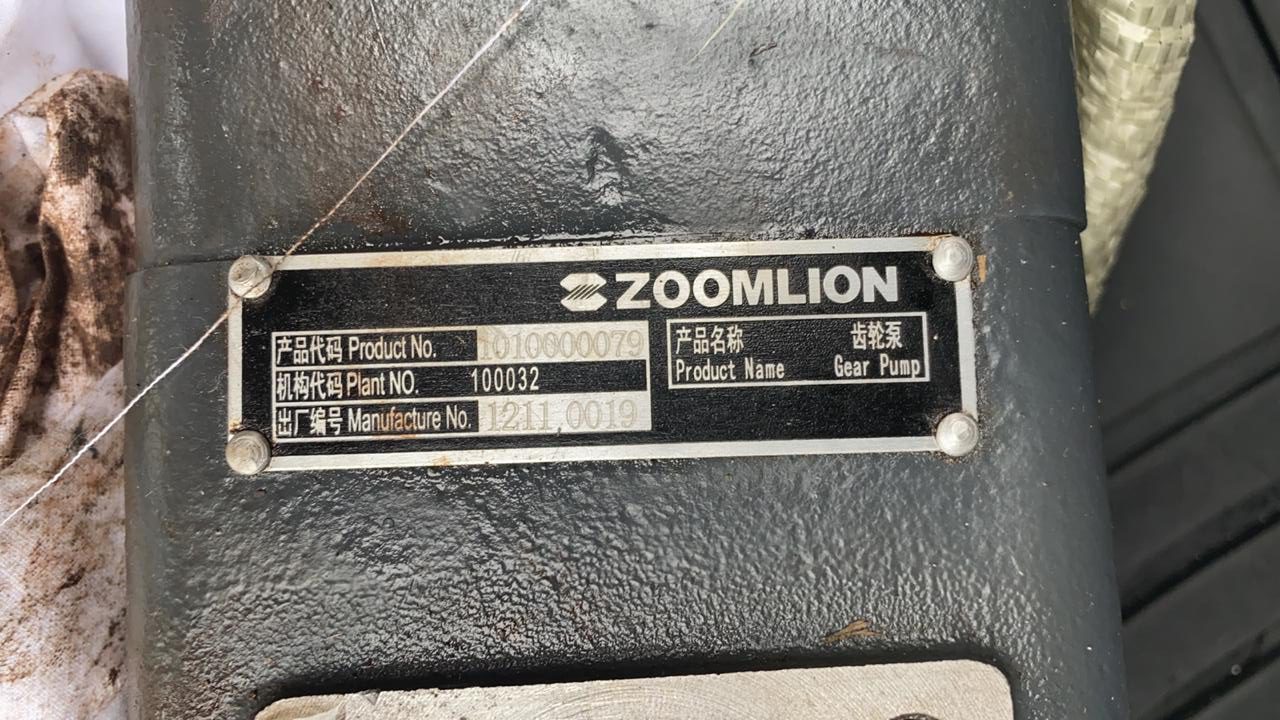 ZOOMLION
产品代码 Product No. 1010000079
机构代码 Plant NO. 100032
出厂编号 Manufacture No. 1211 0019
产品名称 齿轮泵
Product Name Gear Pump